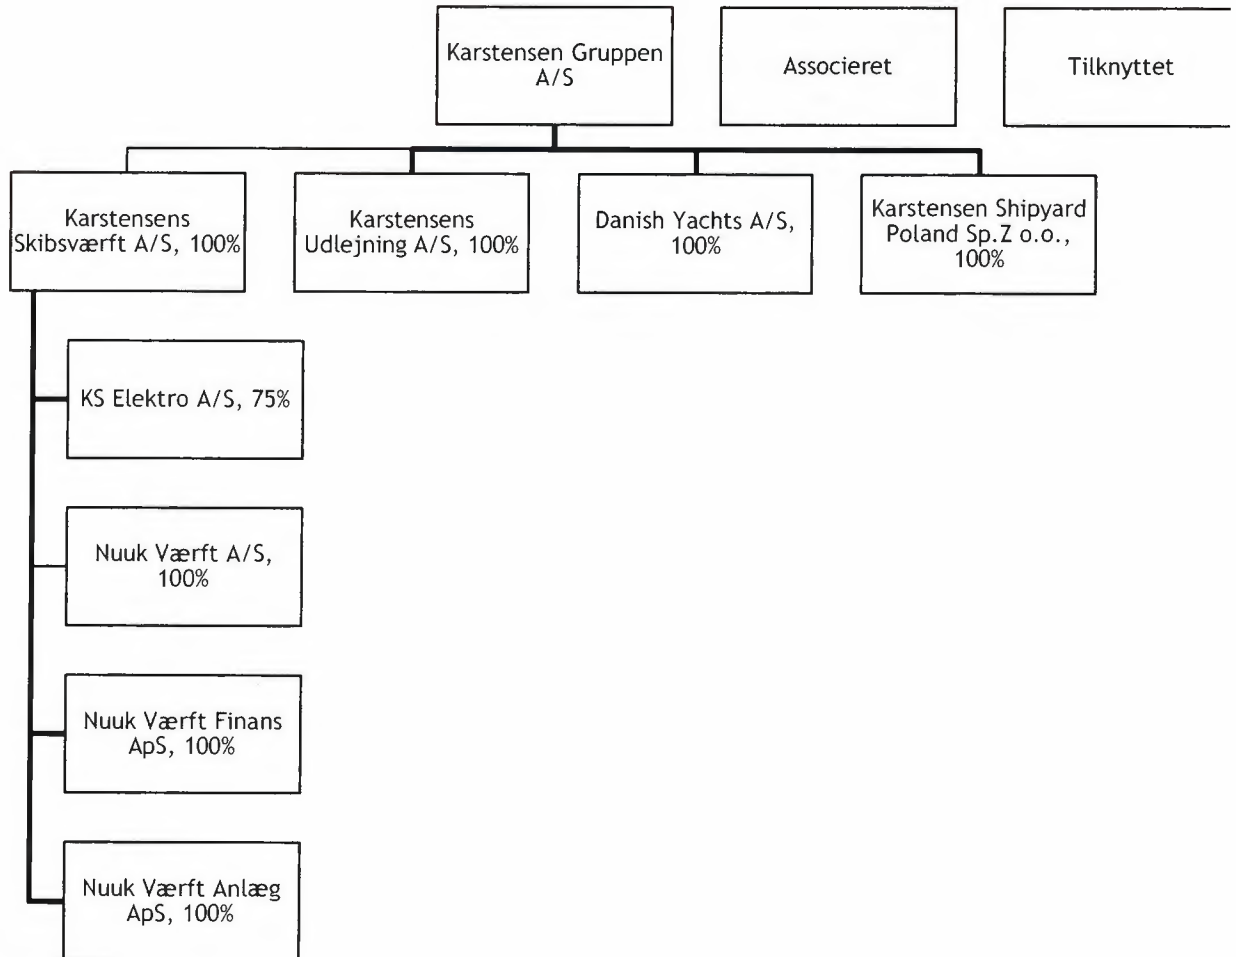 Karstensen Gruppen
A/S
Associeret
Tilknyttet
Karstensens
Skibsværft A/S, 100%
Karstensens
Udlejning A/S, 100%
Danish Yachts A/S,
100%
Karstensen Shipyard
Poland Sp.Z o.o.,
100%
KS Elektro A/S, 75%
Nuuk Værft A/S,
100%
Nuuk Værft Finans
ApS, 100%
Nuuk Værft Anlæg
ApS, 100%